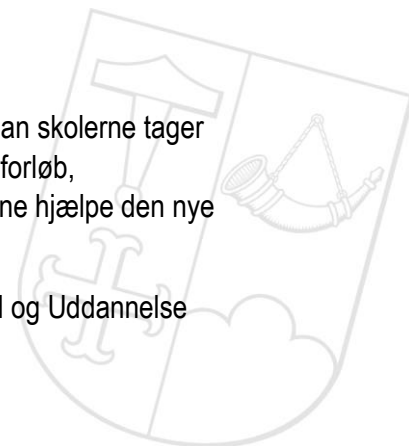 an skolerne tager
forløb,
ne hjælpe den nye
l og Uddannelse